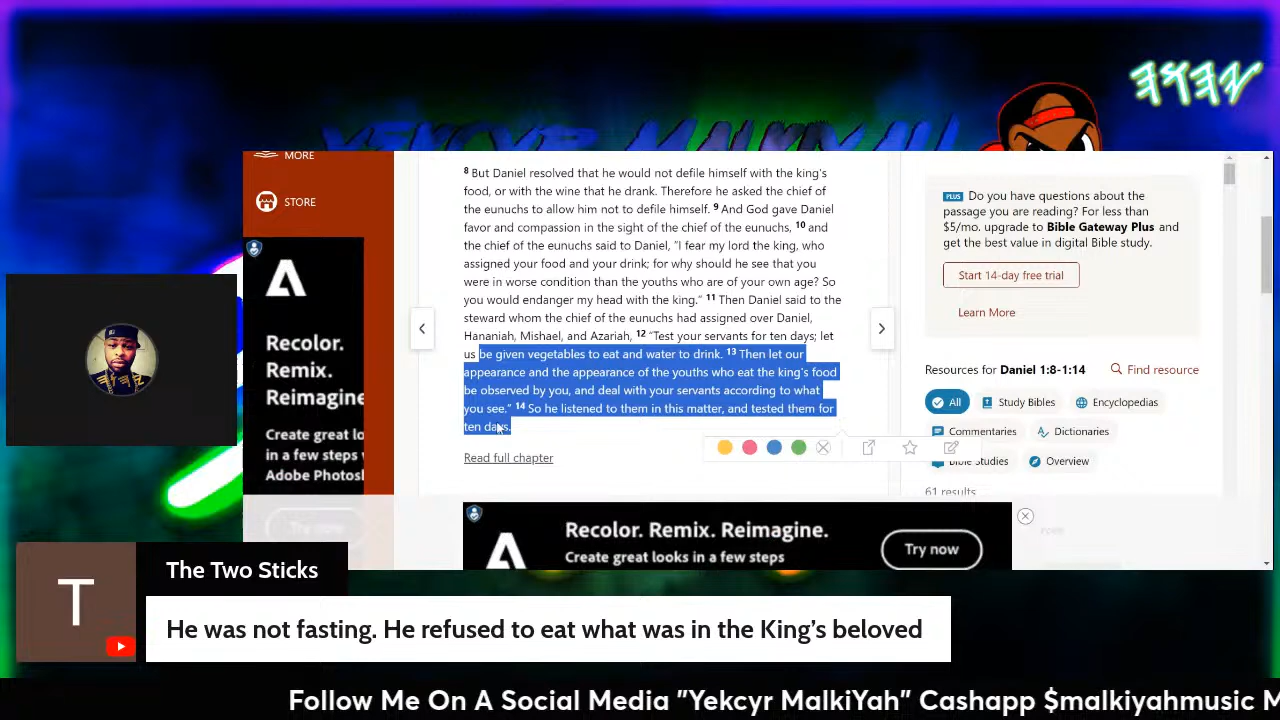 𐤉𐤄𐤅𐤄
YEKCYR MALKIYAH
MORE
STORE
8 But Daniel resolved that he would not defile himself with the king's
food, or with the wine that he drank. Therefore he asked the chief of
the eunuchs to allow him not to defile himself. 9 And God gave Daniel
favor and compassion in the sight of the chief of the eunuchs, 10 and
the chief of the eunuchs said to Daniel, "I fear my lord the king, who
assigned your food and your drink; for why should he see that you
were in worse condition than the youths who are of your own age? So
you would endanger my head with the king." 11 Then Daniel said to the
steward whom the chief of the eunuchs had assigned over Daniel,
Hananiah, Mishael, and Azariah, 12 "Test your servants for ten days; let
us be given vegetables to eat and water to drink. 13 Then let our
appearance and the appearance of the youths who eat the king's food
be observed by you, and deal with your servants according to what
you see." 14 So he listened to them in this matter, and tested them for
ten days.
Read full chapter
PLUS Do you have questions about the
passage you are reading? For less than
$5/mo. upgrade to Bible Gateway Plus and
get the best value in digital Bible study.
Start 14-day free trial
Learn More
Resources for Daniel 1:8-1:14
Find resource
All
Study Bibles
Encyclopedias
Commentaries
Dictionaries
Bible Studies
Overview
61 results
Recolor.
Remix.
Reimagine
Create great lo
in a few steps
Adobe Photosh
Recolor. Remix. Reimagine.
Create great looks in a few steps
Try now
T
The Two Sticks
He was not fasting. He refused to eat what was in the King's beloved
Follow Me On A Social Media "Yekcyr MalkiYah" Cashapp $malkiyahmusic M